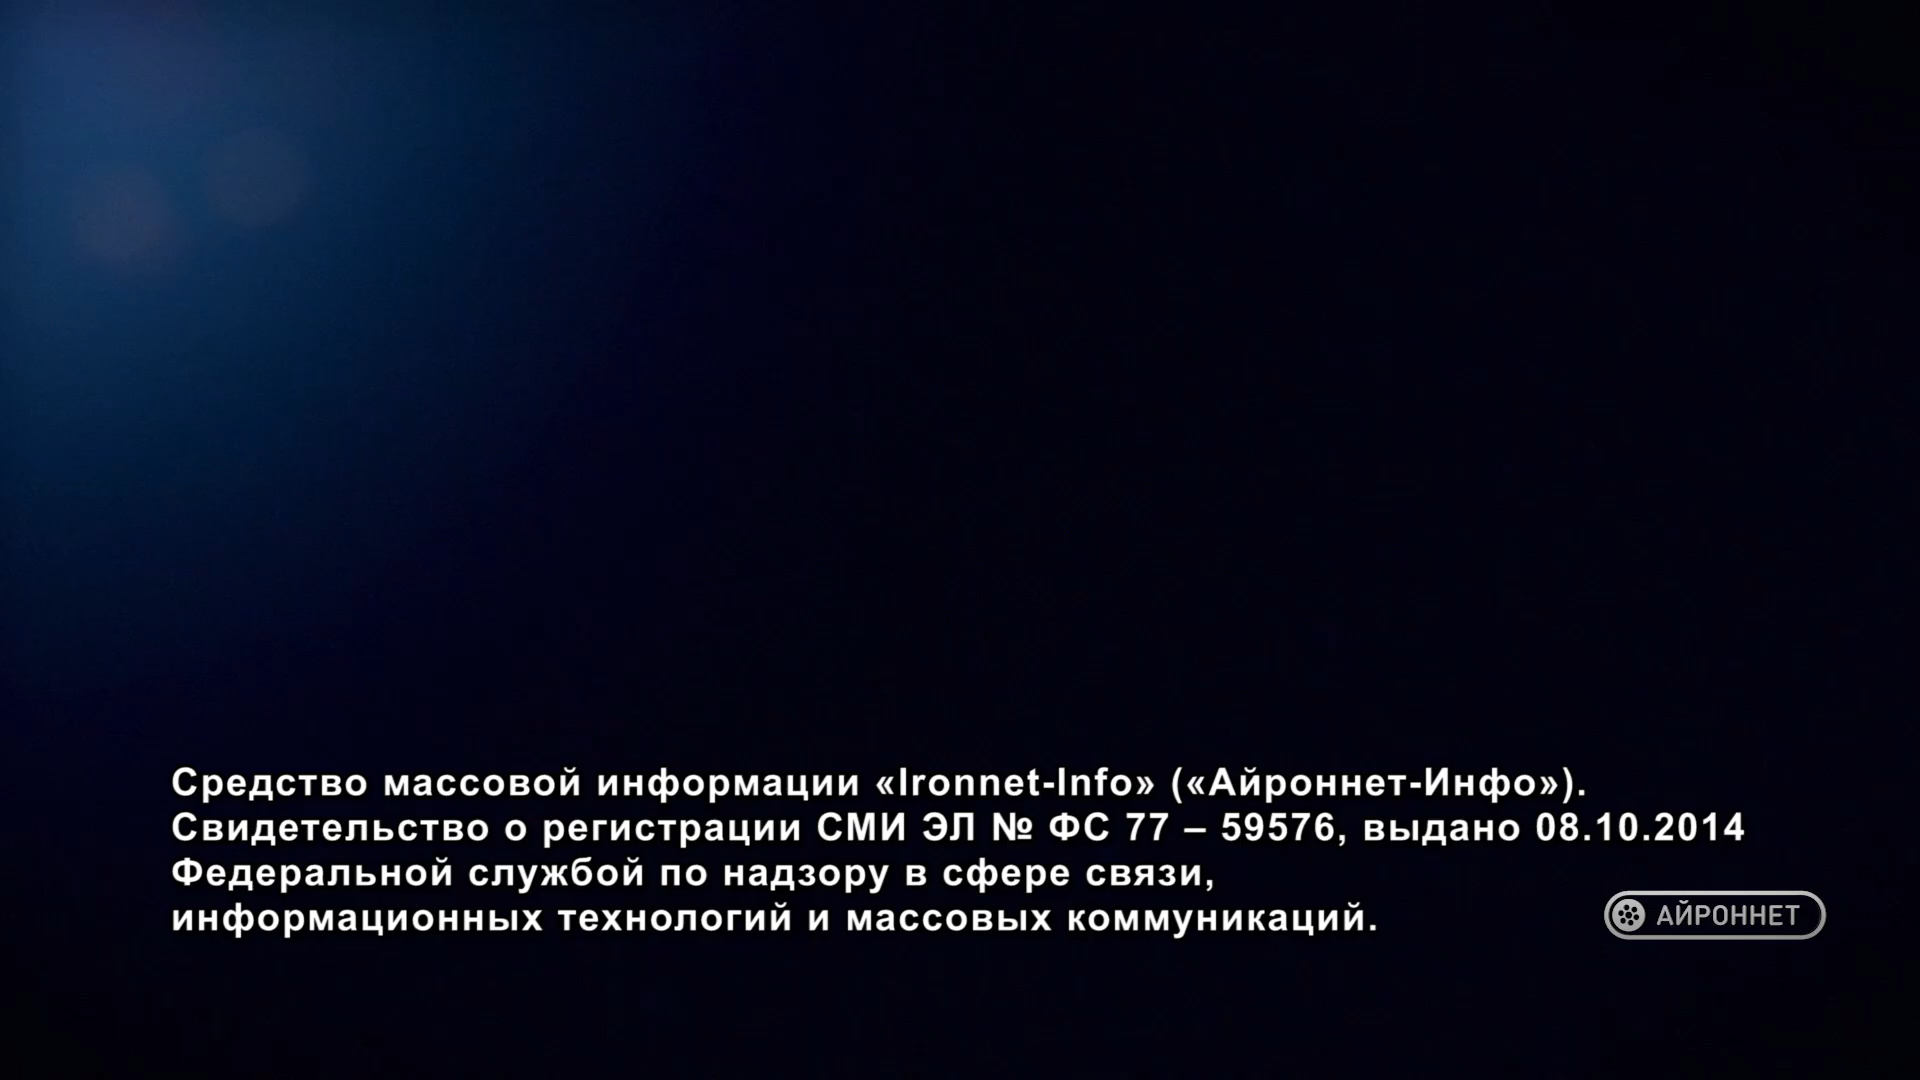 Средство массовой информации «Ironnet-Info» («Айроннет-Инфо»).
Свидетельство о регистрации СМИ ЭЛ № ФС 77 – 59576, выдано 08.10.2014
Федеральной службой по надзору в сфере связи,
информационных технологий и массовых коммуникаций.
АЙРОННЕТ